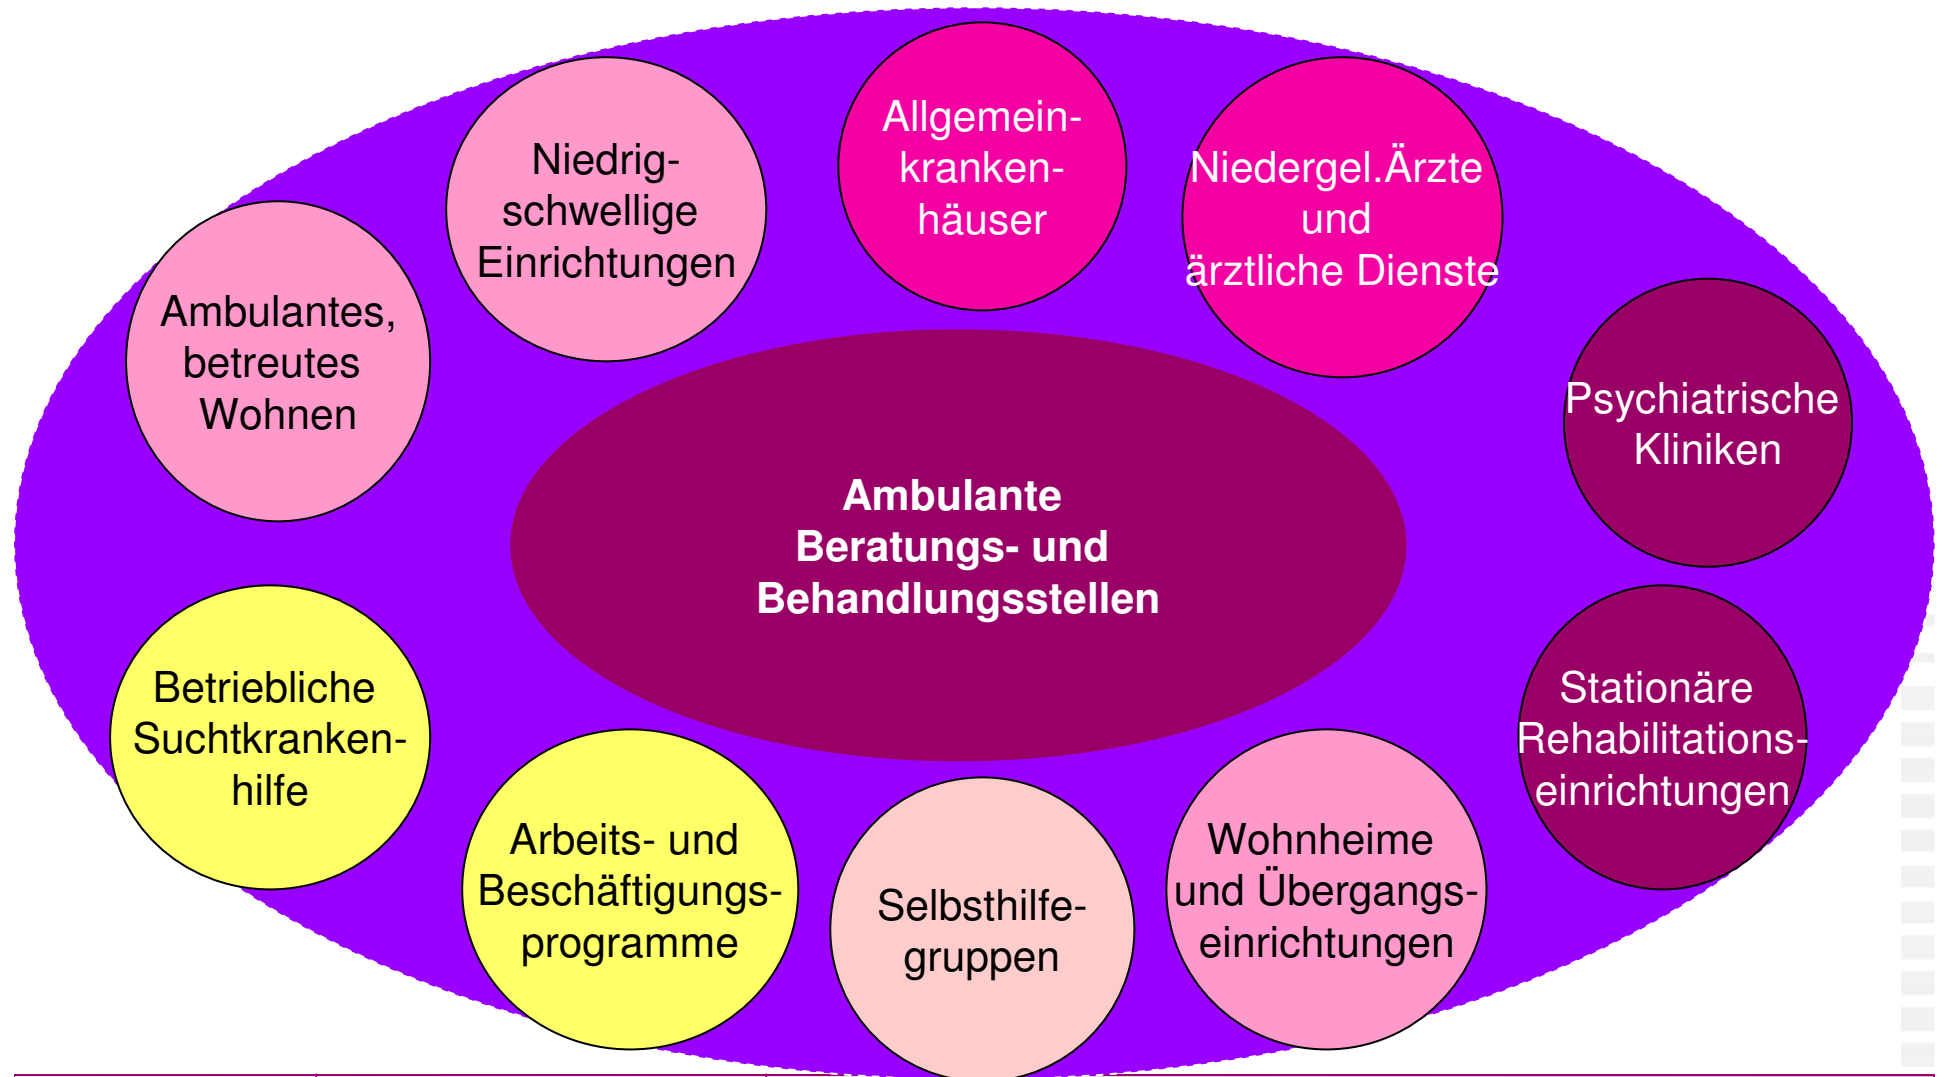 Allgemein-
kranken-
häuser
Niedrig-
schwellige
Einrichtungen
Niedergel.Ärzte
und
ärztliche Dienste
Ambulantes,
betreutes
Wohnen
Psychiatrische
Kliniken
Ambulante
Beratungs- und
Behandlungsstellen
Betriebliche
Suchtkranken-
hilfe
Stationäre
Rehabilitations-
einrichtungen
Arbeits- und
Beschäftigungs-
programme
Selbsthilfe-
gruppen
Wohnheime
und Übergangs-
einrichtungen